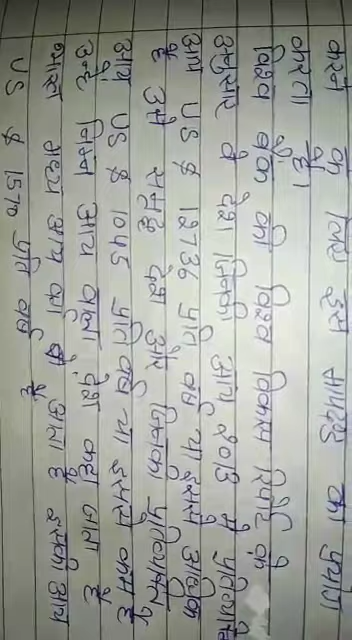 करने के लिए इस मापदंड का प्रयोग
करता है।
विश्व बैंक की विश्व विकास रिपोर्ट के
अनुसार वे देश जिनकी आय २०१३ में प्रतिव्यक्ति
आय US $ 12736 प्रति वर्ष या इससे अधिक
है उसे समृद्ध देश और जिनकी प्रतिव्यक्ति
आय US $ 1045 प्रति वर्ष या इससे कम है
उन्हें निम्न आय वाला देश कहा जाता है
भारत मध्य आय वर्ग में आता है इसकी आय
US $ 1570 प्रति वर्ष है